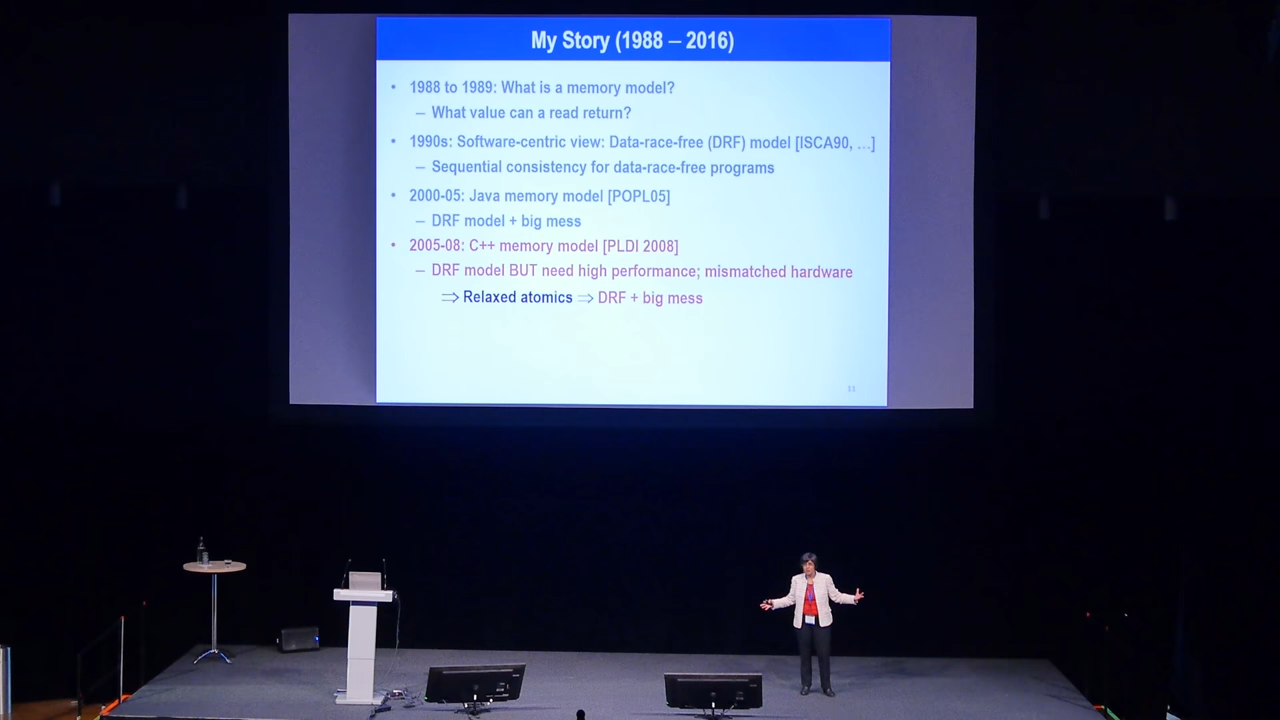 My Story (1988 – 2016)
• 1988 to 1989: What is a memory model?
– What value can a read return?
• 1990s: Software-centric view: Data-race-free (DRF) model [ISCA90, …]
– Sequential consistency for data-race-free programs
• 2000-05: Java memory model [POPL05]
– DRF model + big mess
• 2005-08: C++ memory model [PLDI 2008]
– DRF model BUT need high performance; mismatched hardware
⇒ Relaxed atomics ⇒ DRF + big mess